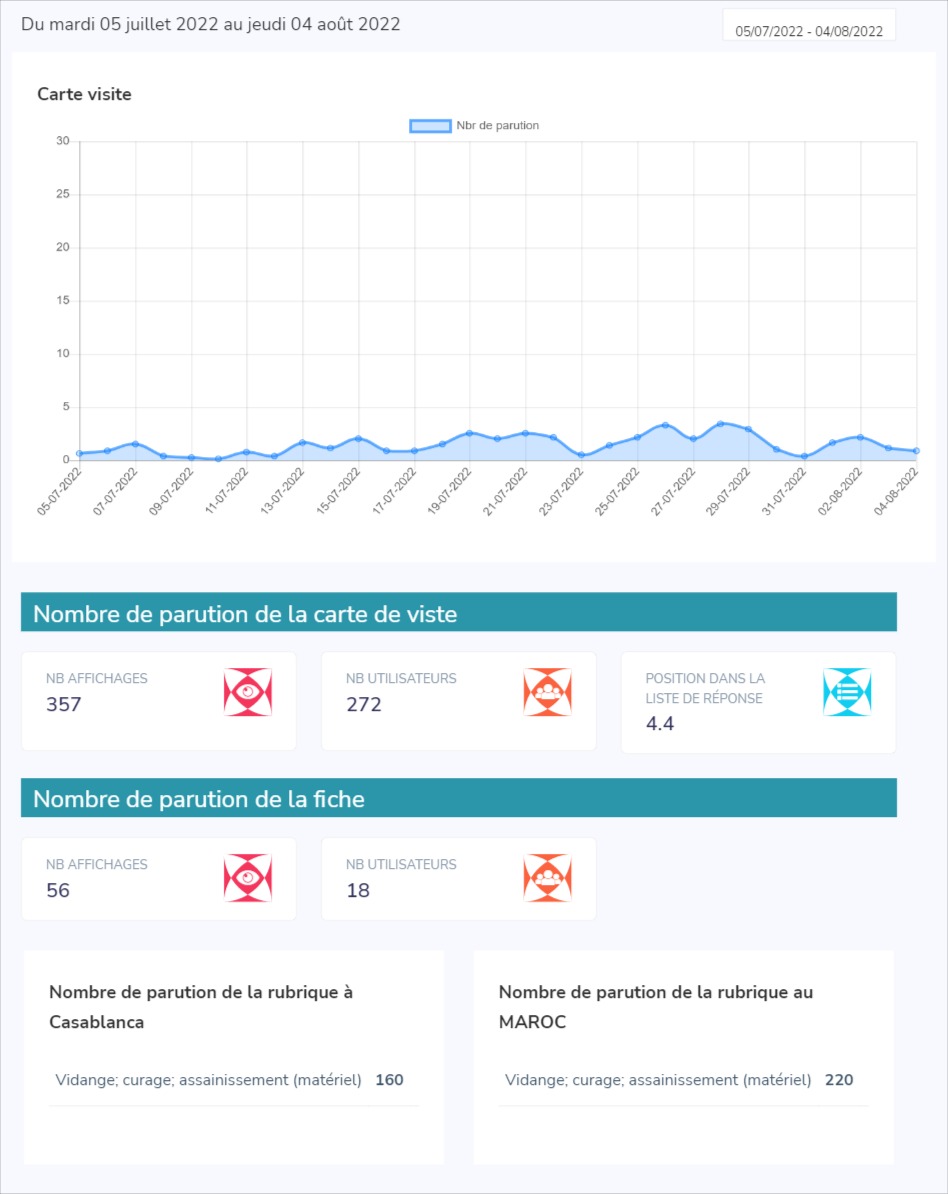 Du mardi 05 juillet 2022 au jeudi 04 août 2022
05/07/2022 - 04/08/2022
Carte visite
Nbr de parution
30
25
20
15
10
5
0
05-07-2022
07-07-2022
09-07-2022
11-07-2022
13-07-2022
15-07-2022
17-07-2022
19-07-2022
21-07-2022
23-07-2022
25-07-2022
27-07-2022
29-07-2022
31-07-2022
02-08-2022
04-08-2022
Nombre de parution de la carte de viste
NB AFFICHAGES
357
NB UTILISATEURS
272
POSITION DANS LA
LISTE DE RÉPONSE
4.4
Nombre de parution de la fiche
NB AFFICHAGES
56
NB UTILISATEURS
18
Nombre de parution de la rubrique à
Casablanca
Vidange; curage; assainissement (matériel) 160
Nombre de parution de la rubrique au
MAROC
Vidange; curage; assainissement (matériel) 220